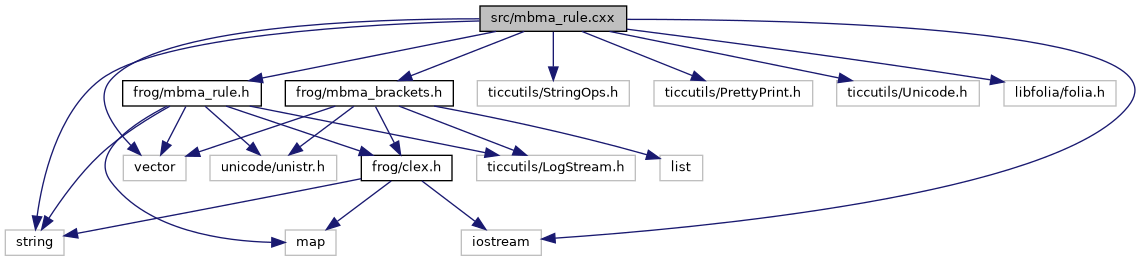 src/mbma_rule.cxx
frog/mbma_rule.h
frog/mbma_brackets.h
ticcutils/StringOps.h
ticcutils/PrettyPrint.h
ticcutils/Unicode.h
libfolia/folia.h
vector
unicode/unistr.h
frog/clex.h
ticcutils/LogStream.h
list
string
map
iostream